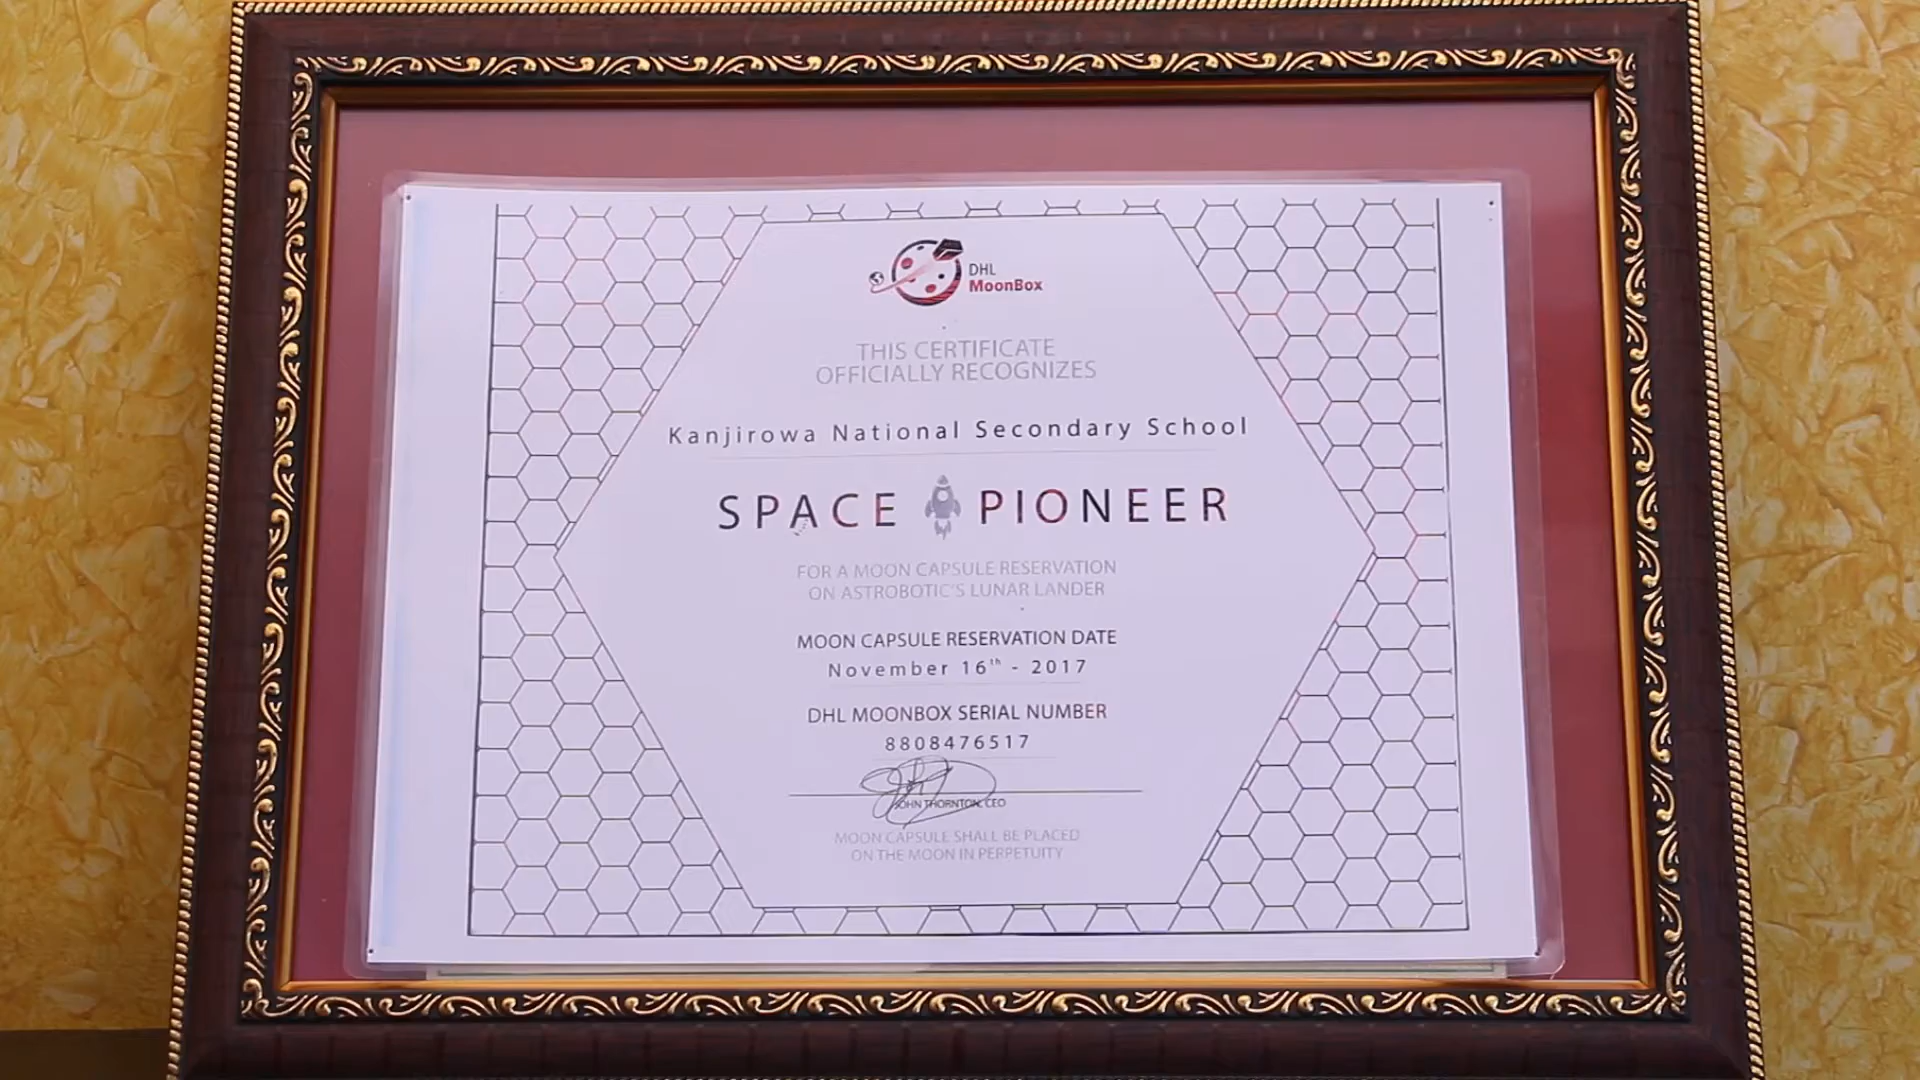 DHL
MoonBox
THIS CERTIFICATE
OFFICIALLY RECOGNIZES
Kanjirowa National Secondary School
SPACE PIONEER
FOR A MOON CAPSULE RESERVATION
ON ASTROBOTIC'S LUNAR LANDER
MOON CAPSULE RESERVATION DATE
November 16th - 2017
DHL MOONBOX SERIAL NUMBER
8808476517
JOHN THORNTON, CEO
MOON CAPSULE SHALL BE PLACED
ON THE MOON IN PERPETUITY